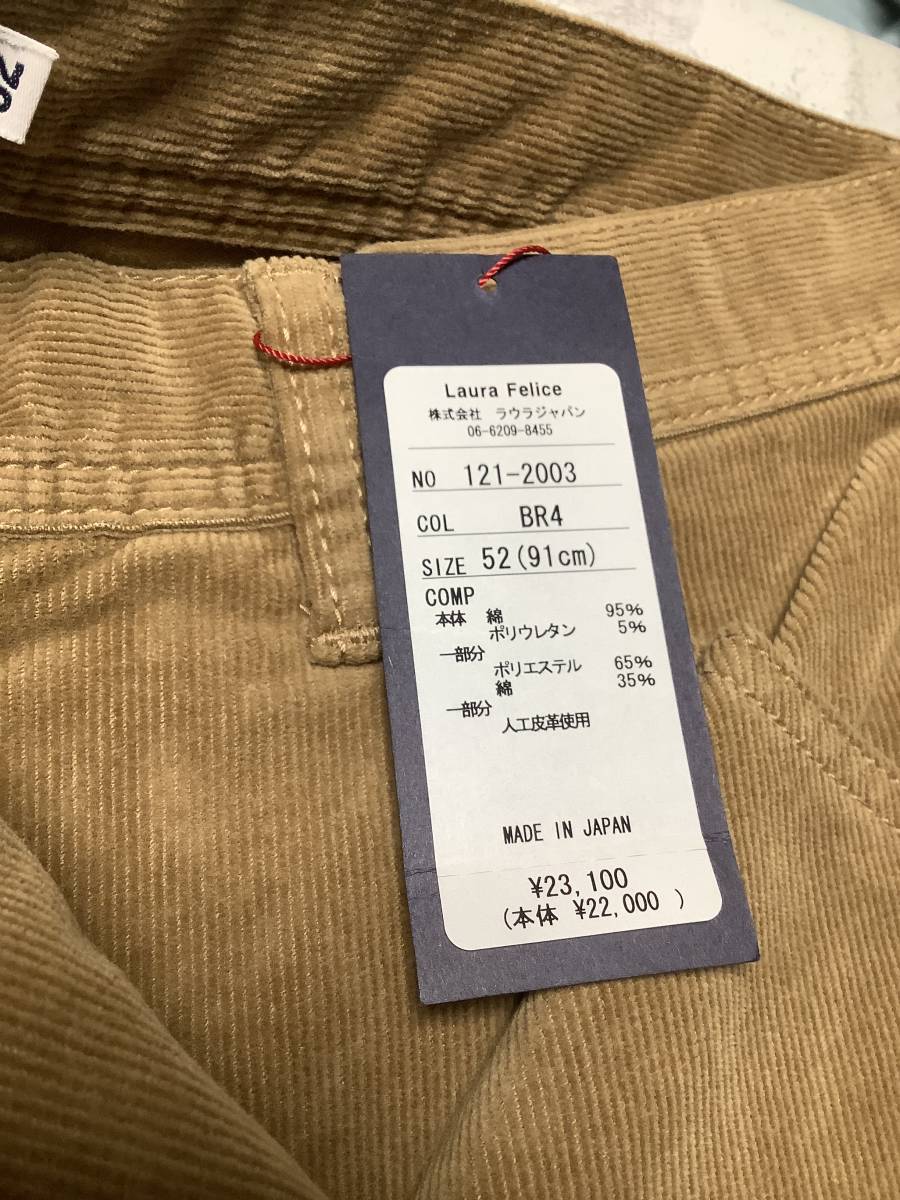 Laura Felice
株式会社 ラウラジャパン
06-6209-8455
NO 121-2003
COL BR4
SIZE 52(91cm)
COMP
本体 綿 95%
ポリウレタン 5%
一部分
ポリエステル 65%
綿 35%
一部分
人工皮革使用
MADE IN JAPAN
¥23,100
(本体 ¥22,000 )